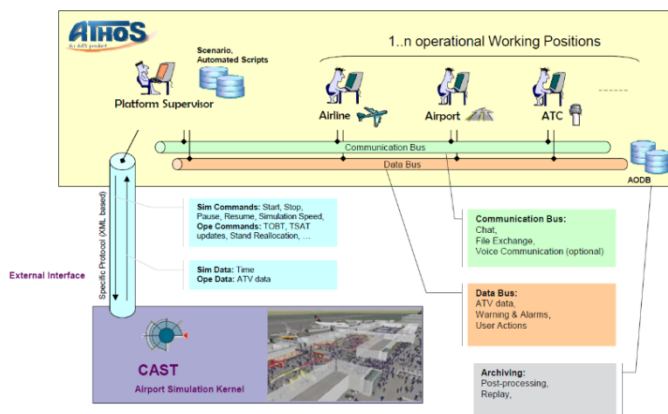 ATHOS
An ADS product
Scenario,
Automated Scripts
1..n operational Working Positions
Platform Supervisor
Airline
Airport
ATC
Communication Bus
Data Bus
AODB
Specific Protocol (XML based)
External Interface
Sim Commands: Start, Stop,
Pause, Resume, Simulation Speed,
Ope Commands: TOBT, TSAT
updates, Stand Reallocation, ...
Sim Data: Time
Ope Data: ATV data
Communication Bus:
Chat,
File Exchange,
Voice Communication (optional)
Data Bus:
ATV data,
Warning & Alarms,
User Actions
Archiving:
Post-processing,
Replay,
CAST
Airport Simulation Kernel